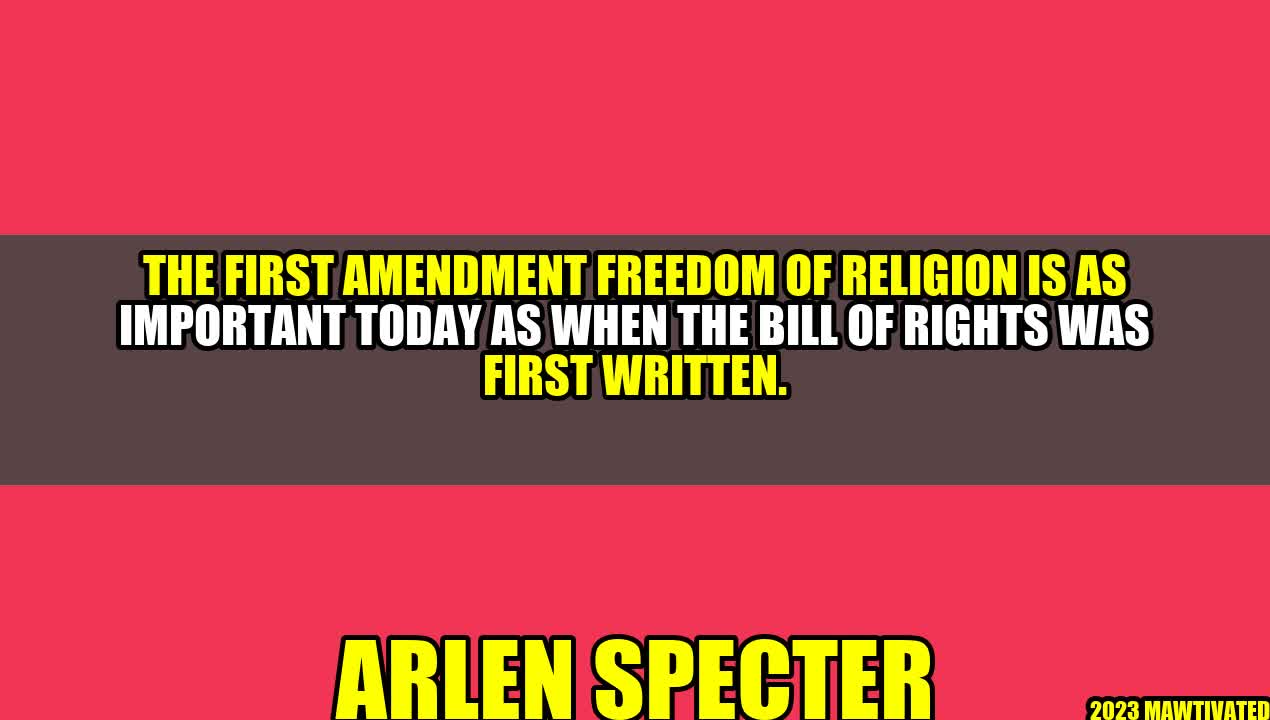 THE FIRST AMENDMENT FREEDOM OF RELIGION IS AS
IMPORTANT TODAY AS WHEN THE BILL OF RIGHTS WAS
FIRST WRITTEN.
ARLEN SPECTER
2023 MAWTIVATED